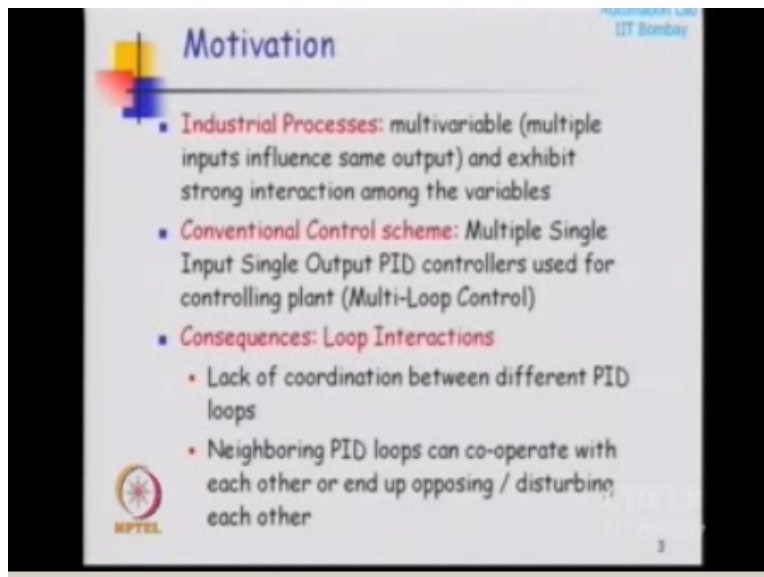 Automation Lab
IIT Bombay
Motivation
Industrial Processes: multivariable (multiple
inputs influence same output) and exhibit
strong interaction among the variables
Conventional Control scheme: Multiple Single
Input Single Output PID controllers used for
controlling plant (Multi-Loop Control)
Consequences: Loop Interactions
Lack of coordination between different PID
loops
Neighboring PID loops can co-operate with
each other or end up opposing / disturbing
each other
NPTEL
3